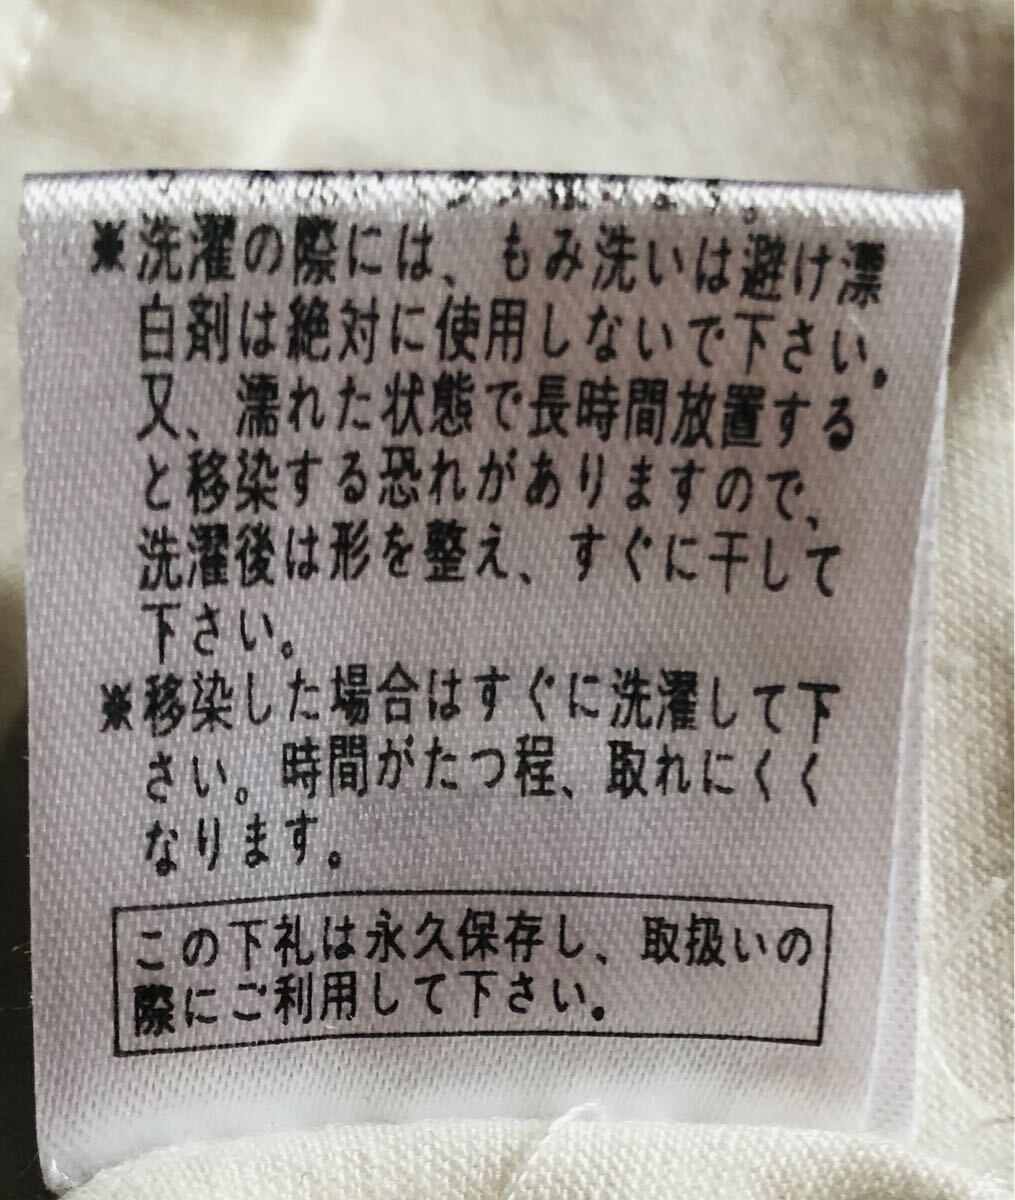 ※洗濯の際には、もみ洗いは避け漂
白剤は絶対に使用しないで下さい。
又、濡れた状態で長時間放置する
と移染する恐れがありますので、
洗濯後は形を整え、すぐに干して
下さい。
※移染した場合はすぐに洗濯して下
さい。時間がたつ程、取れにくく
なります。
この下札は永久保存し、取扱いの
際にご利用して下さい。